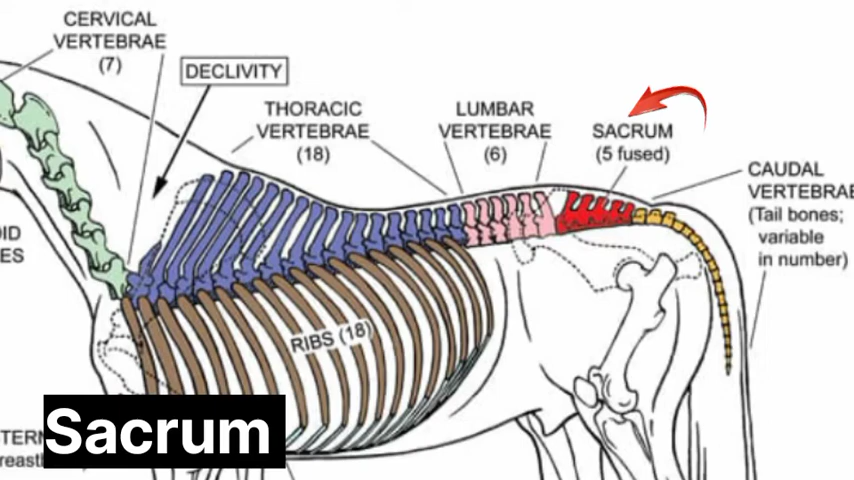 CERVICAL
VERTEBRAE
(7)
DECLIVITY
THORACIC
VERTEBRAE
(18)
LUMBAR
VERTEBRAE
(6)
SACRUM
(5 fused)
CAUDAL
VERTEBRAE
(Tail bones;
variable
in number)
RIBS (18)
Sacrum